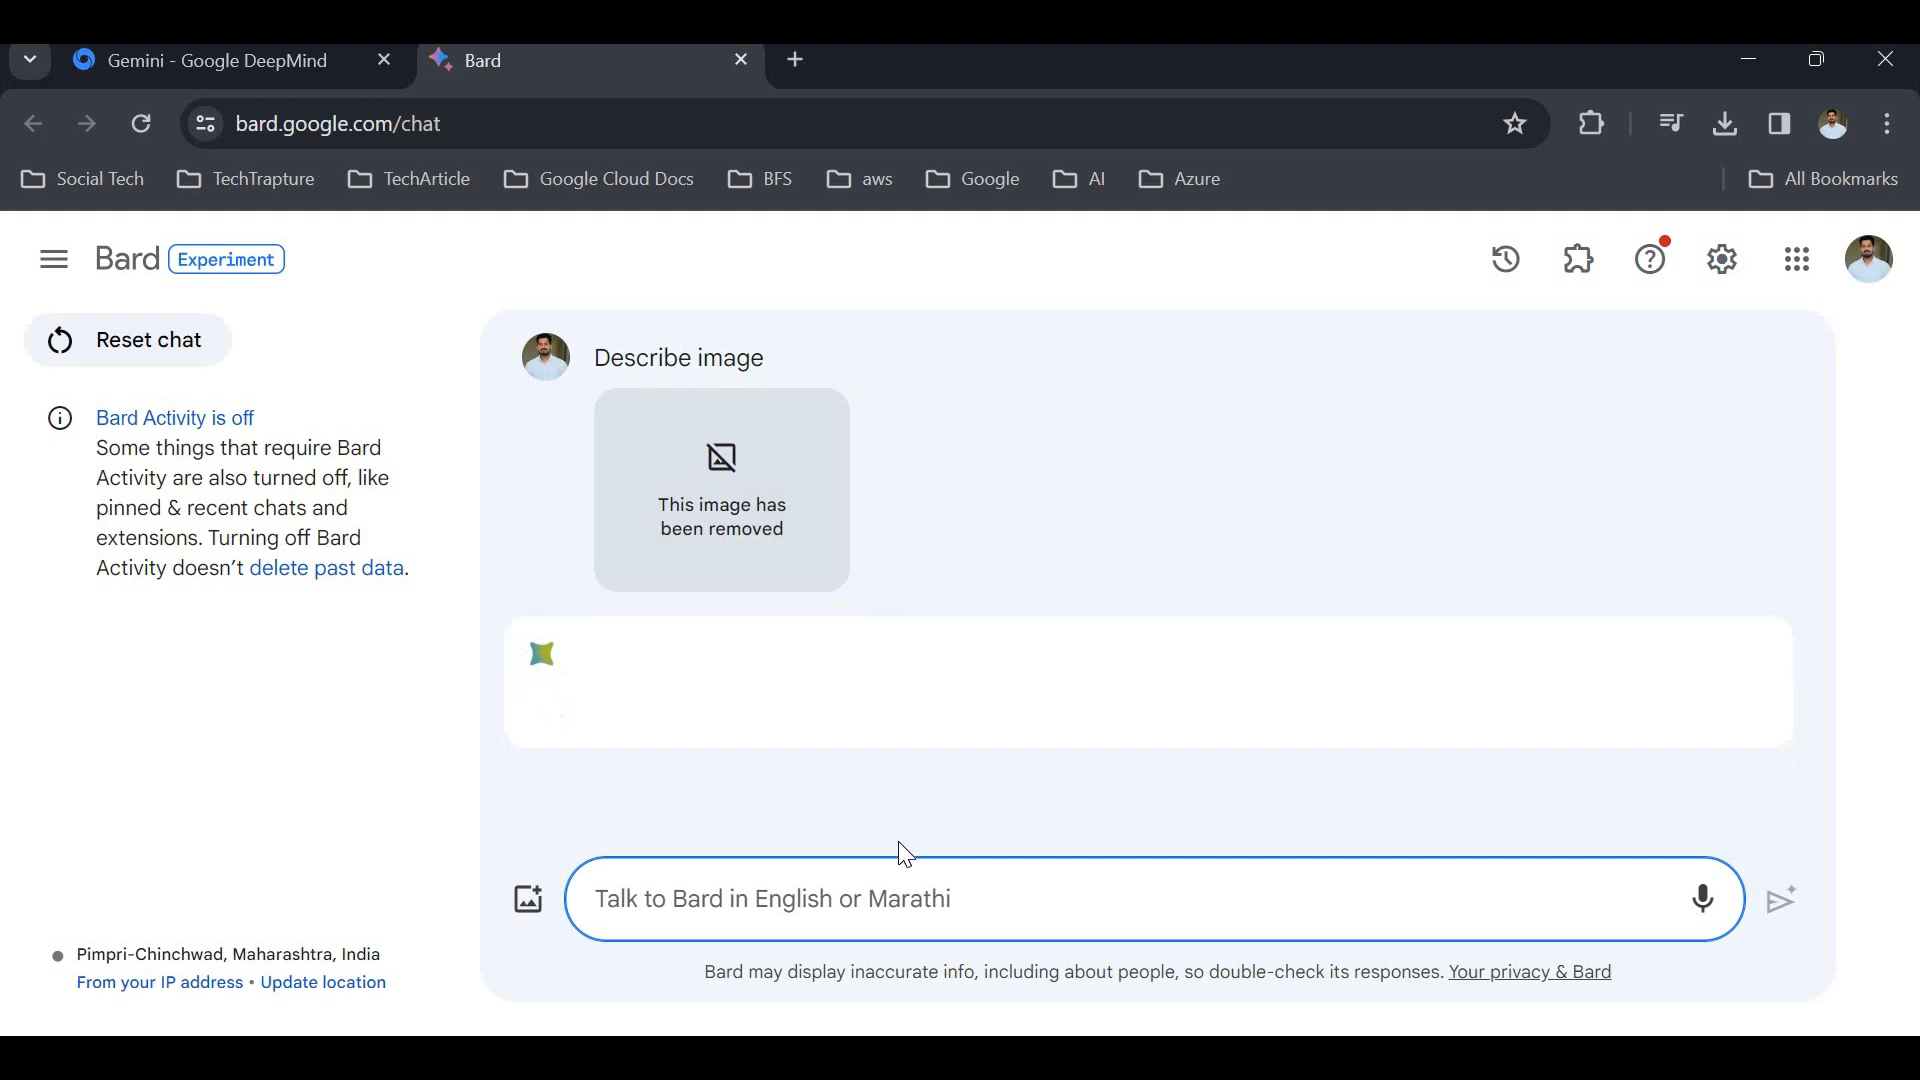 Gemini - Google DeepMind
Bard
bard.google.com/chat
Social Tech
TechTrapture
TechArticle
Google Cloud Docs
BFS
aws
Google
AI
Azure
All Bookmarks
Bard Experiment
Reset chat
Bard Activity is off
Some things that require Bard
Activity are also turned off, like
pinned & recent chats and
extensions. Turning off Bard
Activity doesn't delete past data.
Describe image
This image has
been removed
Talk to Bard in English or Marathi
Pimpri-Chinchwad, Maharashtra, India
From your IP address • Update location
Bard may display inaccurate info, including about people, so double-check its responses. Your privacy & Bard